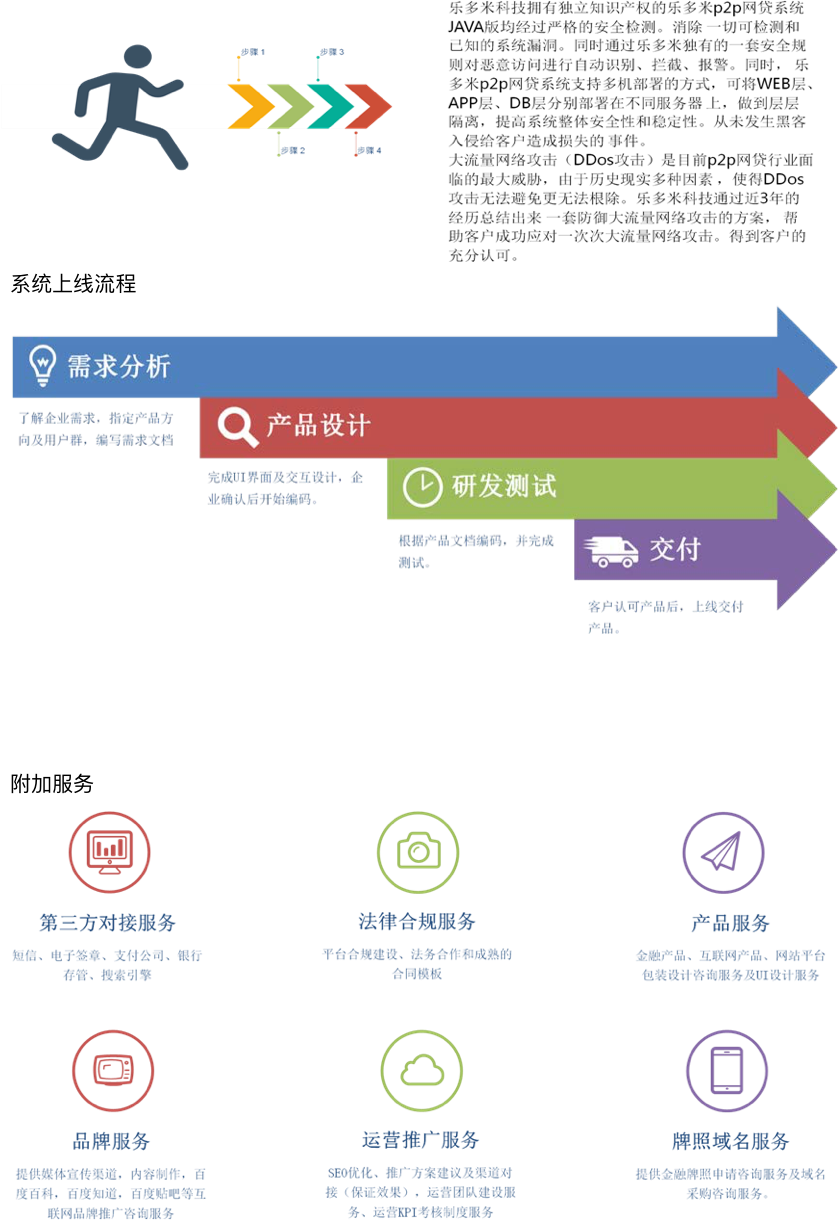 乐多米科技拥有独立知识产权的乐多米p2p网贷系统
JAVA版均经过严格的安全检测。消除 一切可检测和
已知的系统漏洞。同时通过乐多米独有的一套安全规
则对恶意访问进行自动识别、拦截、报警。同时， 乐
多米p2p网贷系统支持多机部署的方式，可将WEB层、
APP层、DB层分别部署在不同服务器 上，做到层层
隔离，提高系统整体安全性和稳定性。从未发生黑客
入侵给客户造成损失的 事件。
大流量网络攻击（DDos攻击）是目前p2p网贷行业面
临的最大威胁，由于历史现实多种因素 ，使得DDos
攻击无法避免更无法根除。乐多米科技通过近3年的
经历总结出来 一套防御大流量网络攻击的方案， 帮
助客户成功应对一次次大流量网络攻击。得到客户的
充分认可。
步骤 1
步骤 3
步骤 2
步骤 4
系统上线流程
需求分析
了解企业需求，指定产品方
向及用户群，编写需求文档
产品设计
完成UI界面及交互设计，企
业确认后开始编码。
研发测试
根据产品文档编码，并完成
测试。
交付
客户认可产品后，上线交付
产品。
附加服务
第三方对接服务
短信、电子签章、支付公司、银行
存管、搜索引擎
法律合规服务
平台合规建设、法务合作和成熟的
合同模板
产品服务
金融产品、互联网产品、网站平台
包装设计咨询服务及UI设计服务
品牌服务
提供媒体宣传渠道，内容制作，百
度百科，百度知道，百度贴吧等互
联网品牌推广咨询服务
运营推广服务
SEO优化、推广方案建议及渠道对
接（保证效果），运营团队建设服
务、运营KPI考核制度服务
牌照域名服务
提供金融牌照申请咨询服务及域名
采购咨询服务。